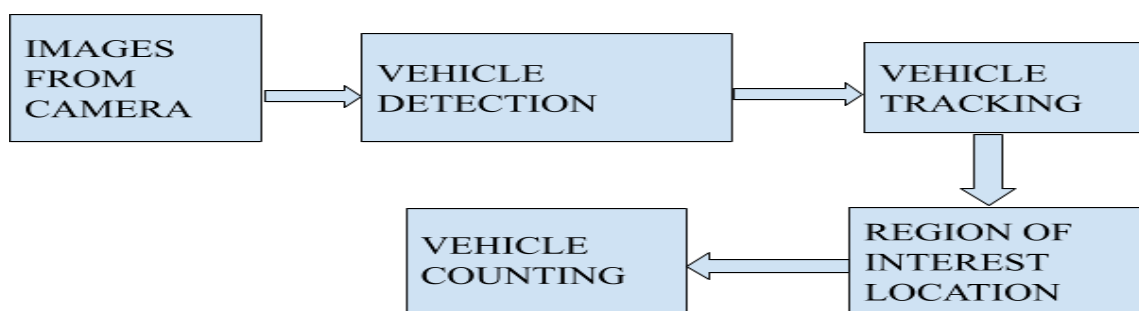 IMAGES
FROM
CAMERA
VEHICLE
DETECTION
VEHICLE
TRACKING
REGION OF
INTEREST
LOCATION
VEHICLE
COUNTING